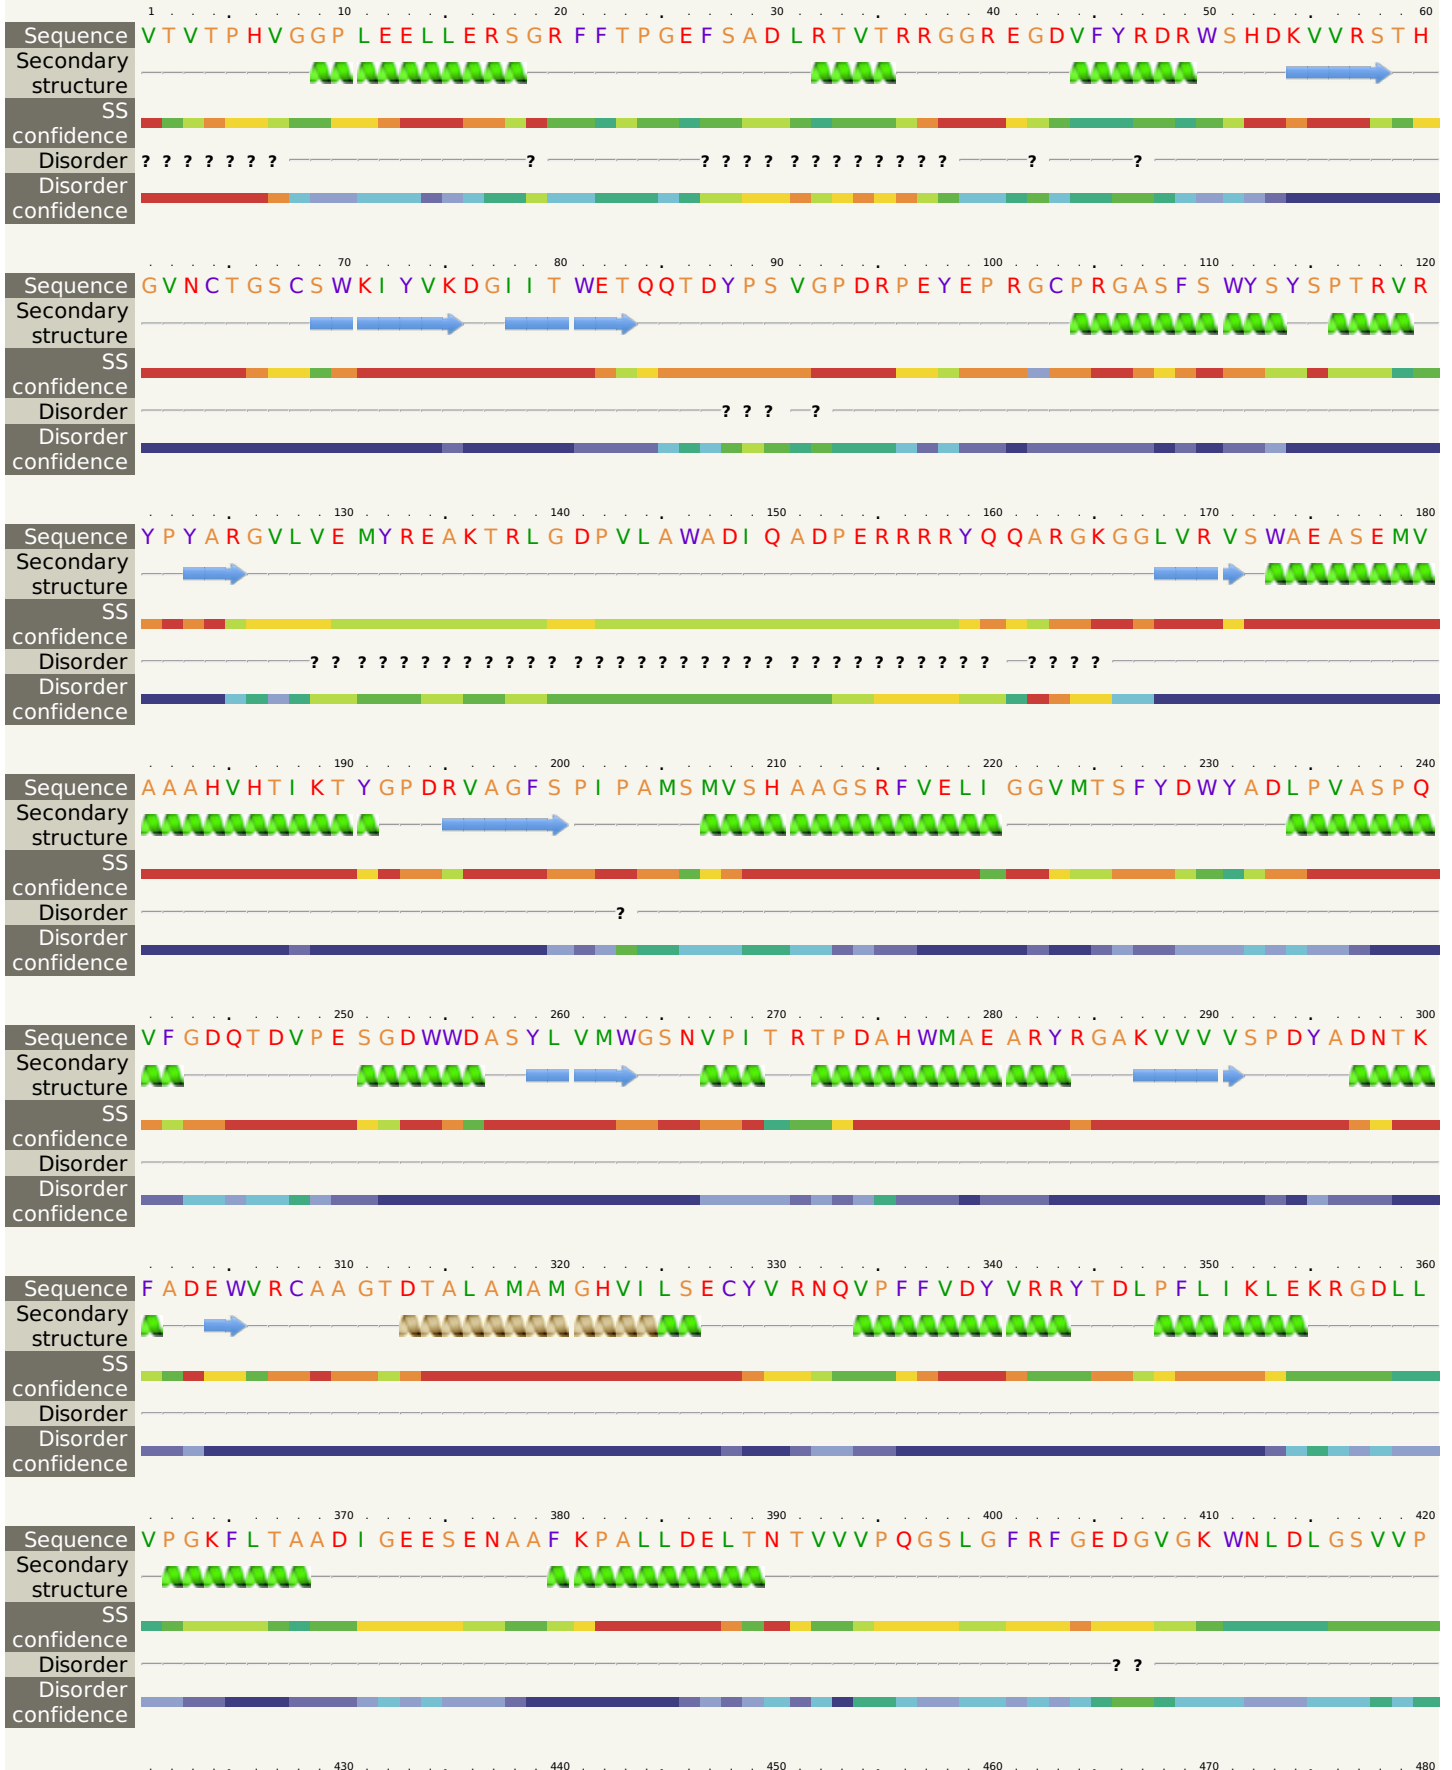 1 10 20 30 40 50 60
Sequence VTVTPHVGGPLEELLERSGRFFTPGEFSADLRTVTRRGGREGDVFYRDRWSHDKVVRSTH
Secondary
structure
SS
confidence
Disorder ? ? ? ? ? ? ? ? ? ? ? ? ? ? ? ? ? ? ? ? ? ?
Disorder
confidence
70 80 90 100 110 120
Sequence GVNCTGSCSWKIYVKDGIITWETQQTDYPSVGPDRPEYEPRGCPRGASFSWYSYSPTRVR
Secondary
structure
SS
confidence
Disorder ? ? ? ?
Disorder
confidence
130 140 150 160 170 180
Sequence YPYARGVLVEMYREAKTRLGDPVLAWADIQADPERRRRYQQARGKGGLVRVSWAEASEMV
Secondary
structure
SS
confidence
Disorder ? ? ? ? ? ? ? ? ? ? ? ? ? ? ? ? ? ? ? ? ? ? ? ? ? ? ? ? ? ? ? ? ? ? ? ?
Disorder
confidence
190 200 210 220 230 240
Sequence AAAHVHTIKTYGPDRVAGFSPIPAMSMVSHAAGSRFVELIGGVMTSFYDWYADLPVASPQ
Secondary
structure
SS
confidence
Disorder ?
Disorder
confidence
250 260 270 280 290 300
Sequence VFGDQTDVPESGDWWDASYLVMWGSNVPITRTPDAHWMAEARYRGAKVVVVSPDYADNTK
Secondary
structure
SS
confidence
Disorder
Disorder
confidence
310 320 330 340 350 360
Sequence FADEWVRCAAGTDTALAMAMGHVILSECYVRNQVPFFVDYVRRYTDLPFLIKLEKRGDLL
Secondary
structure
SS
confidence
Disorder
Disorder
confidence
370 380 390 400 410 420
Sequence VPGKFLTAADIGEESENAAFKPALLDELTNTVVVPQGSLGFRFGEDGVGKWNLDLGSVVP
Secondary
structure
SS
confidence
Disorder ? ?
Disorder
confidence
430 440 450 460 470 480